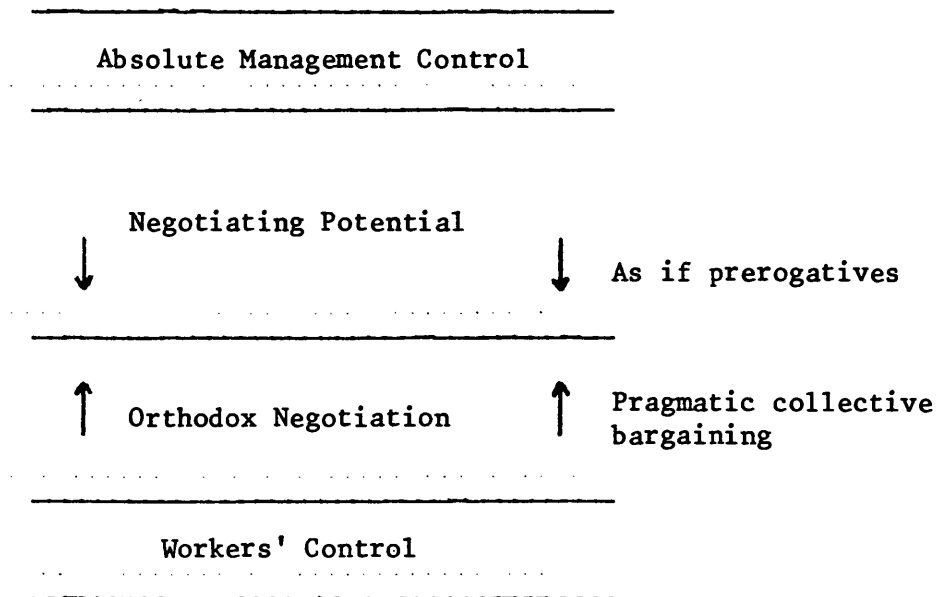 Absolute Management Control
Negotiating Potential
As if prerogatives
Orthodox Negotiation
Pragmatic collective
bargaining
Workers' Control